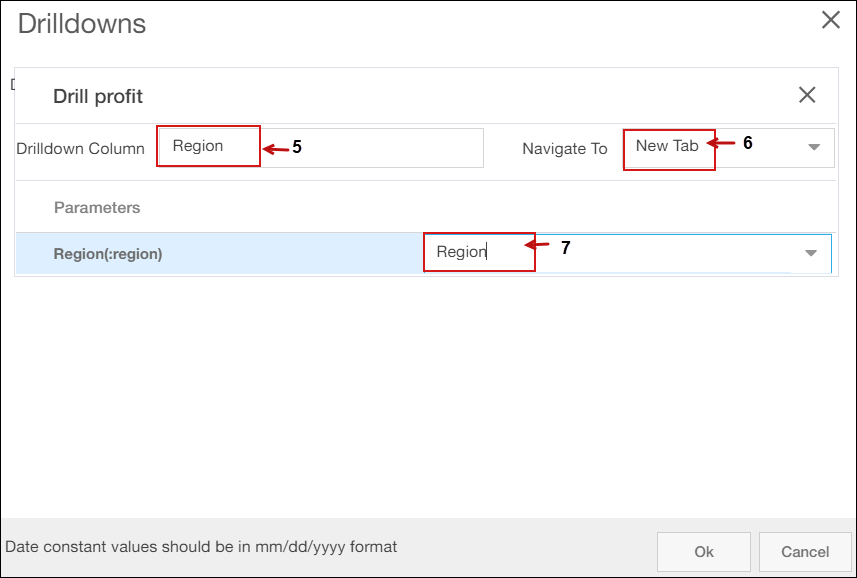 Drilldowns
Drill profit
Drilldown Column Region 5 Navigate To New Tab 6
Parameters
Region(:region) Region 7
Date constant values should be in mm/dd/yyyy format Ok Cancel